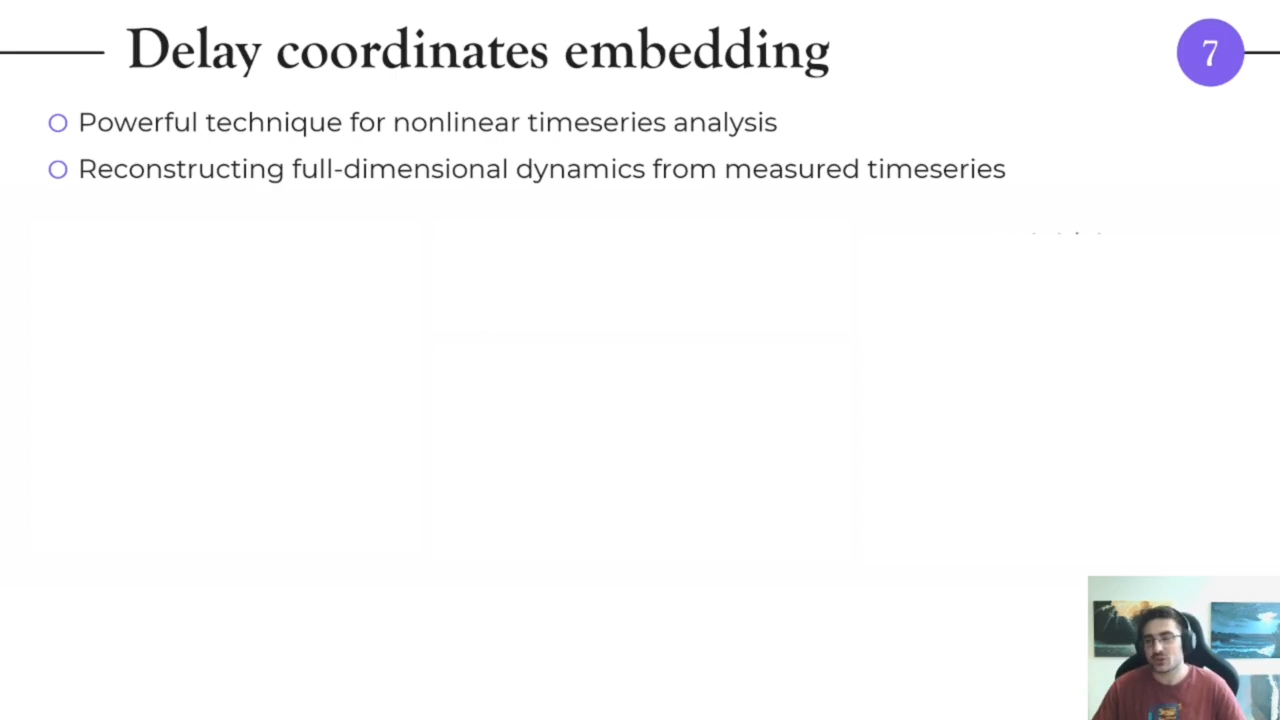 Delay coordinates embedding
7
Powerful technique for nonlinear timeseries analysis
Reconstructing full-dimensional dynamics from measured timeseries